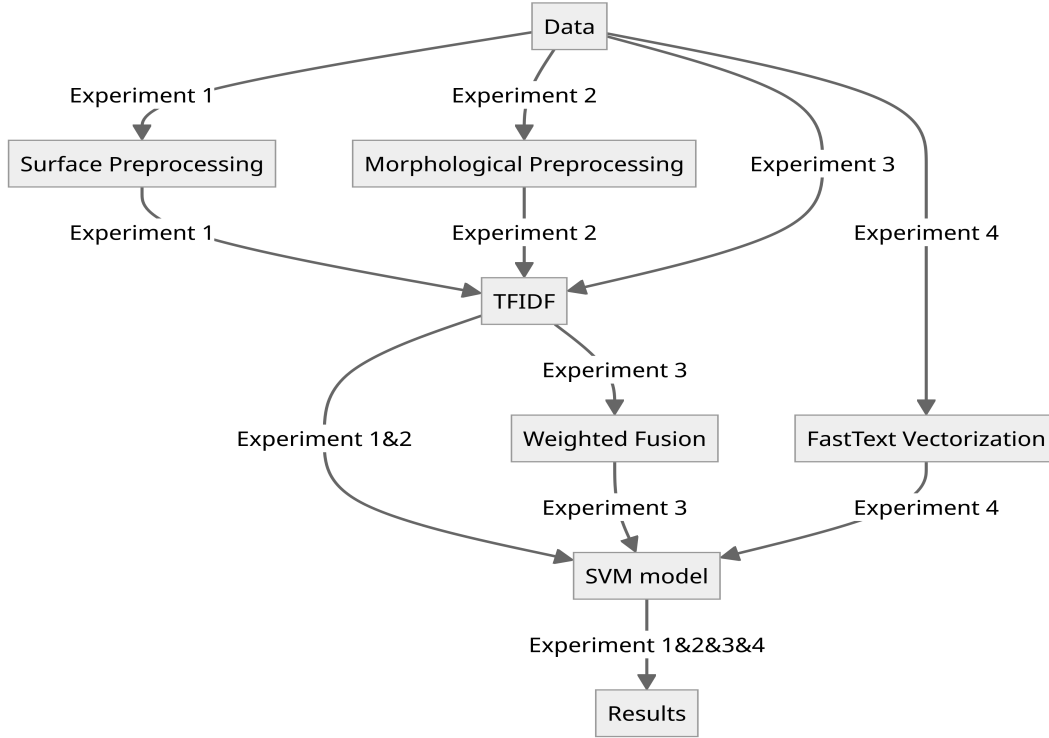 Data
Experiment 1
Experiment 2
Surface Preprocessing
Morphological Preprocessing
Experiment 3
Experiment 1
Experiment 2
Experiment 4
TFIDF
Experiment 3
Experiment 1&2
Weighted Fusion
FastText Vectorization
Experiment 3
Experiment 4
SVM model
Experiment 1&2&3&4
Results